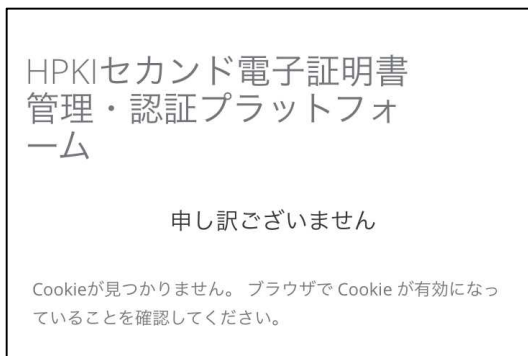 HPKIセカンド電子証明書
管理・認証プラットフォ
ーム
申し訳ございません
Cookieが見つかりません。 ブラウザで Cookie が有効になっ
ていることを確認してください。